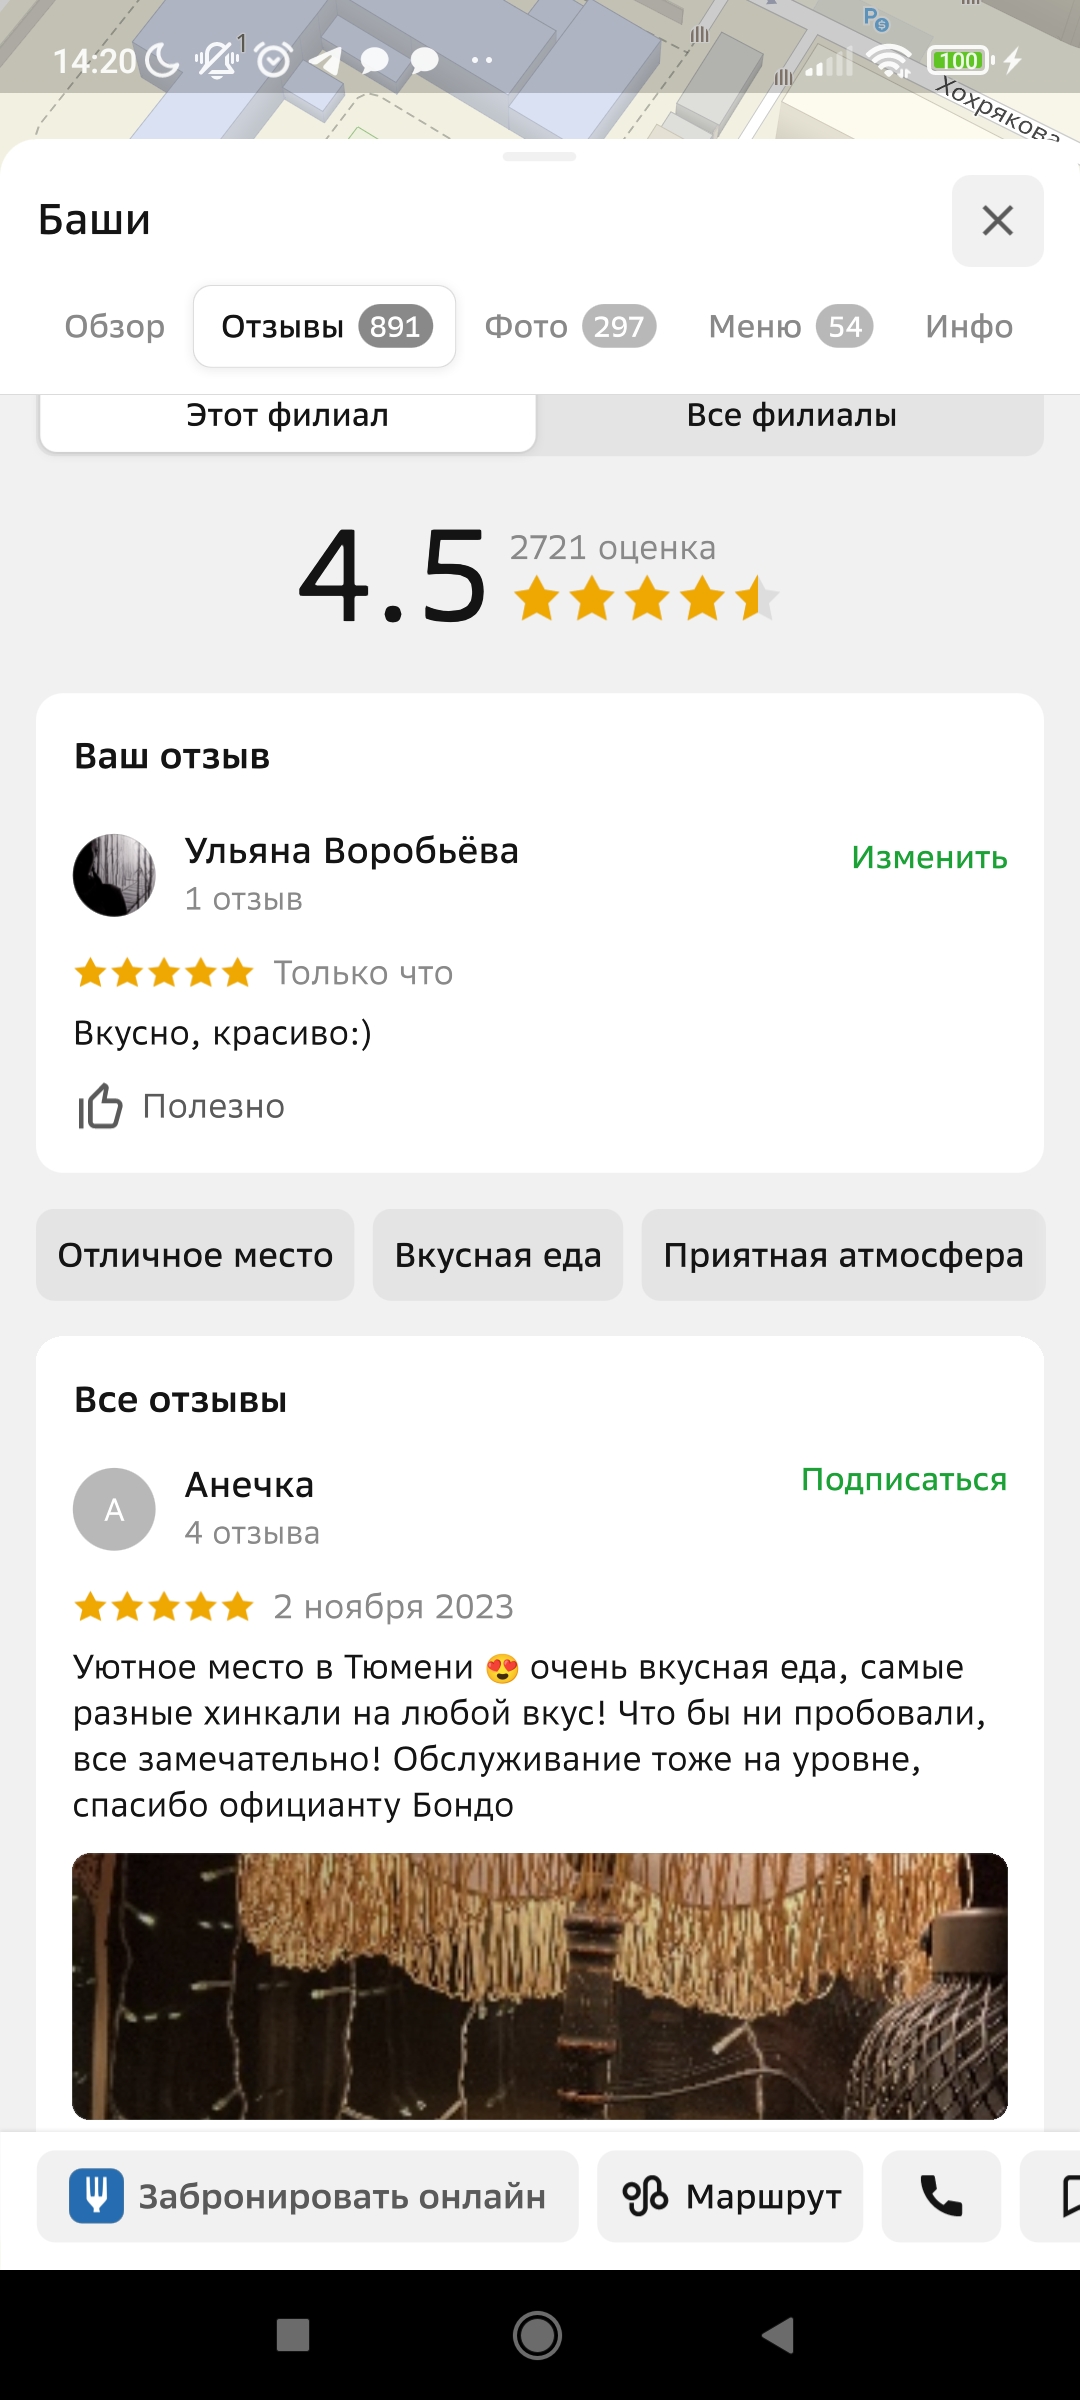 14:20
1
100
Хохрякова
Баши
Обзор
Отзывы 891
Фото 297
Меню 54
Инфо
Этот филиал
Все филиалы
4.5
2721 оценка
Ваш отзыв
Ульяна Воробьёва
Изменить
1 отзыв
Только что
Вкусно, красиво:)
Полезно
Отличное место
Вкусная еда
Приятная атмосфера
Все отзывы
А
Анечка
Подписаться
4 отзыва
2 ноября 2023
Уютное место в Тюмени 😍 очень вкусная еда, самые
разные хинкали на любой вкус! Что бы ни пробовали,
все замечательно! Обслуживание тоже на уровне,
спасибо официанту Бондо
Забронировать онлайн
Маршрут